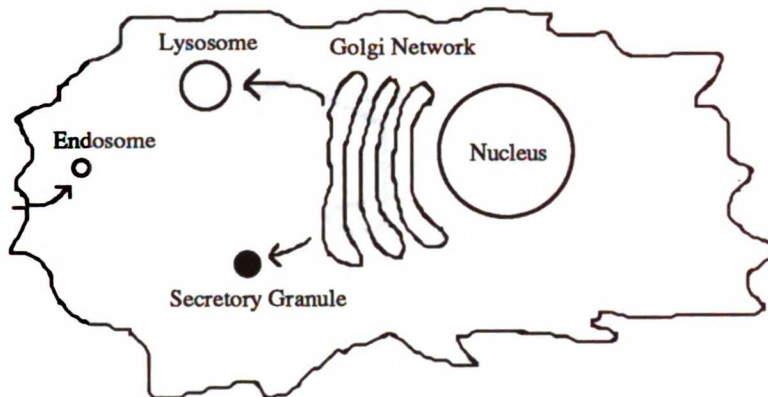 Lysosome
Golgi Network
Endosome
Nucleus
Secretory Granule